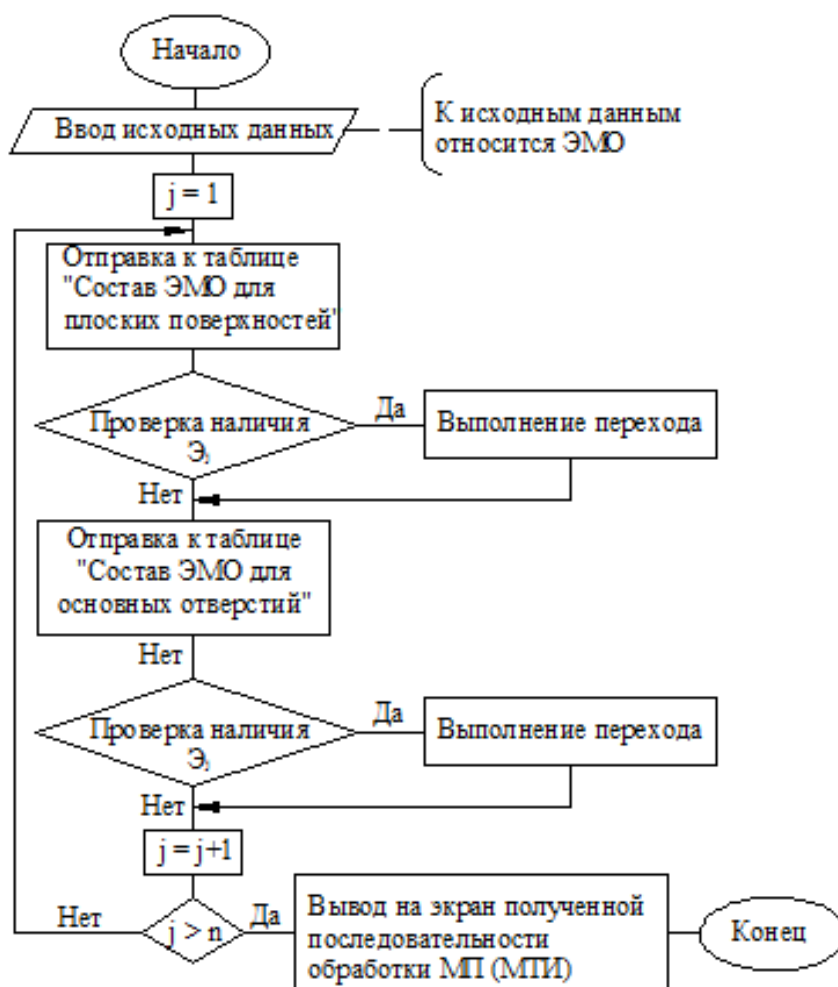 Начало
Ввод исходных данных
К исходным данным
относится ЭМО
j = 1
Отправка к таблице
"Состав ЭМО для
плоских поверхностей"
Проверка наличия
Эj
Да
Выполнение перехода
Нет
Отправка к таблице
"Состав ЭМО для
основных отверстий"
Нет
Проверка наличия
Эj
Да
Выполнение перехода
Нет
j = j+1
Нет
j > n
Да
Вывод на экран полученной
последовательности
обработки МП (МТИ)
Конец